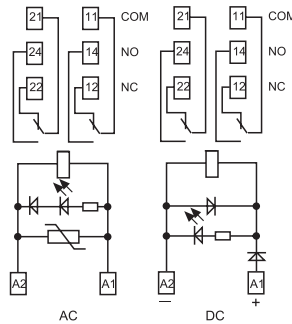 21 11 COM 21 11 COM
24 14 NO 24 14 NO
22 12 NC 22 12 NC
A2 A1 A2 A1
— +
AC DC